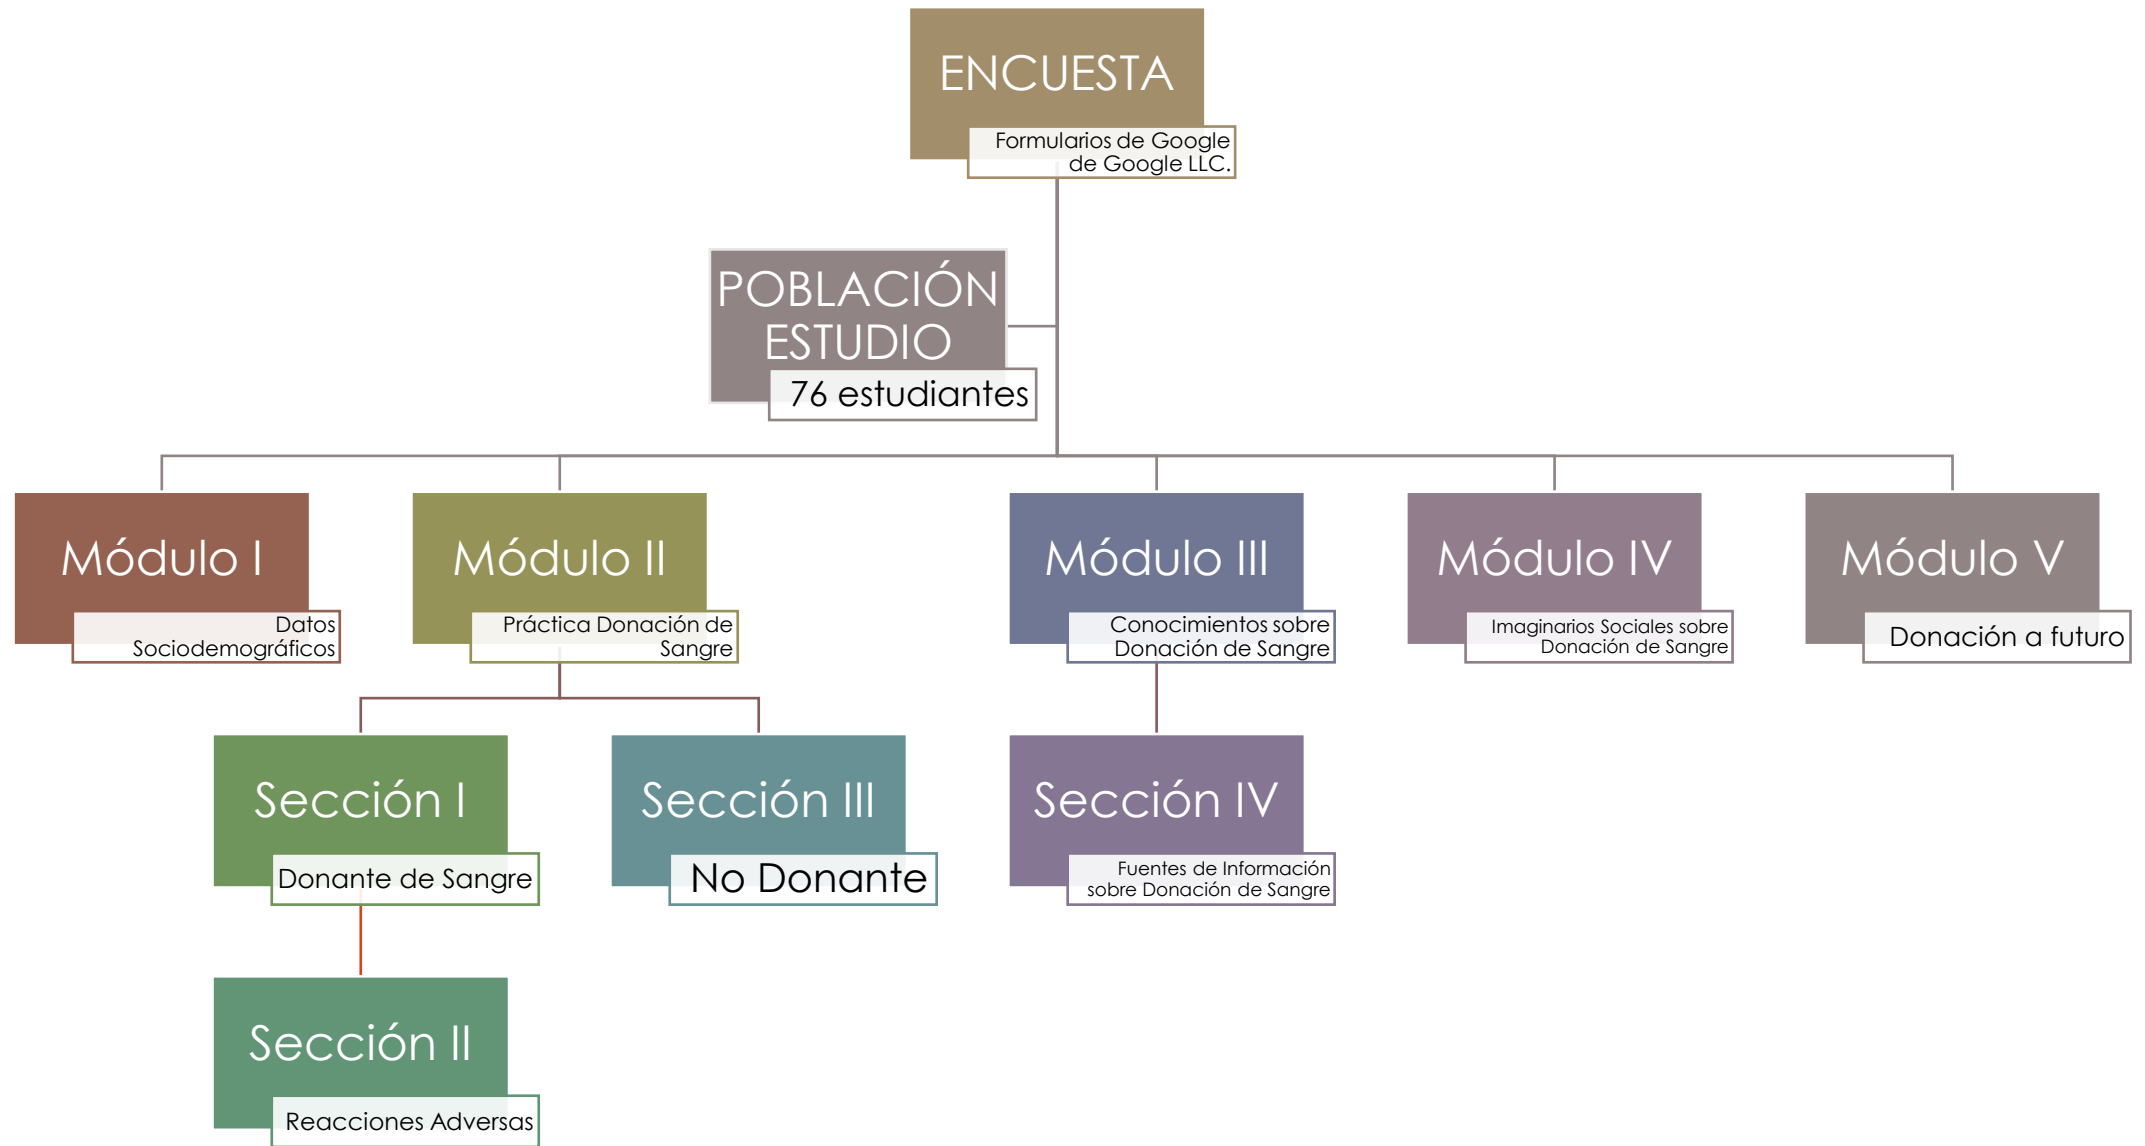 ENCUESTA
Formularios de Google
de Google LLC.
POBLACIÓN
ESTUDIO
76 estudiantes
Módulo I
Datos
Sociodemográficos
Módulo II
Práctica Donación de
Sangre
Módulo III
Conocimientos sobre
Donación de Sangre
Módulo IV
Imaginarios Sociales sobre
Donación de Sangre
Módulo V
Donación a futuro
Sección I
Donante de Sangre
Sección III
No Donante
Sección IV
Fuentes de Información
sobre Donación de Sangre
Sección II
Reacciones Adversas